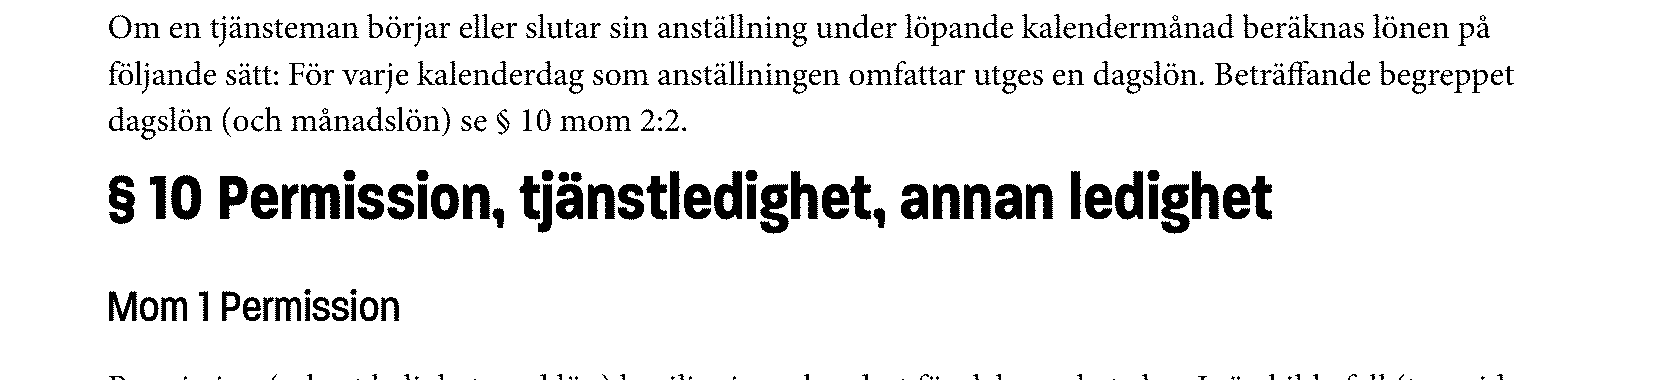 Om en tjänsteman börjar eller slutar sin anställning under löpande kalendermånad beräknas lönen på
följande sätt: För varje kalenderdag som anställningen omfattar utges en dagslön. Beträffande begreppet
dagslön (och månadslön) se § 10 mom 2:2.
§ 10 Permission, tjänstledighet, annan ledighet
Mom 1 Permission